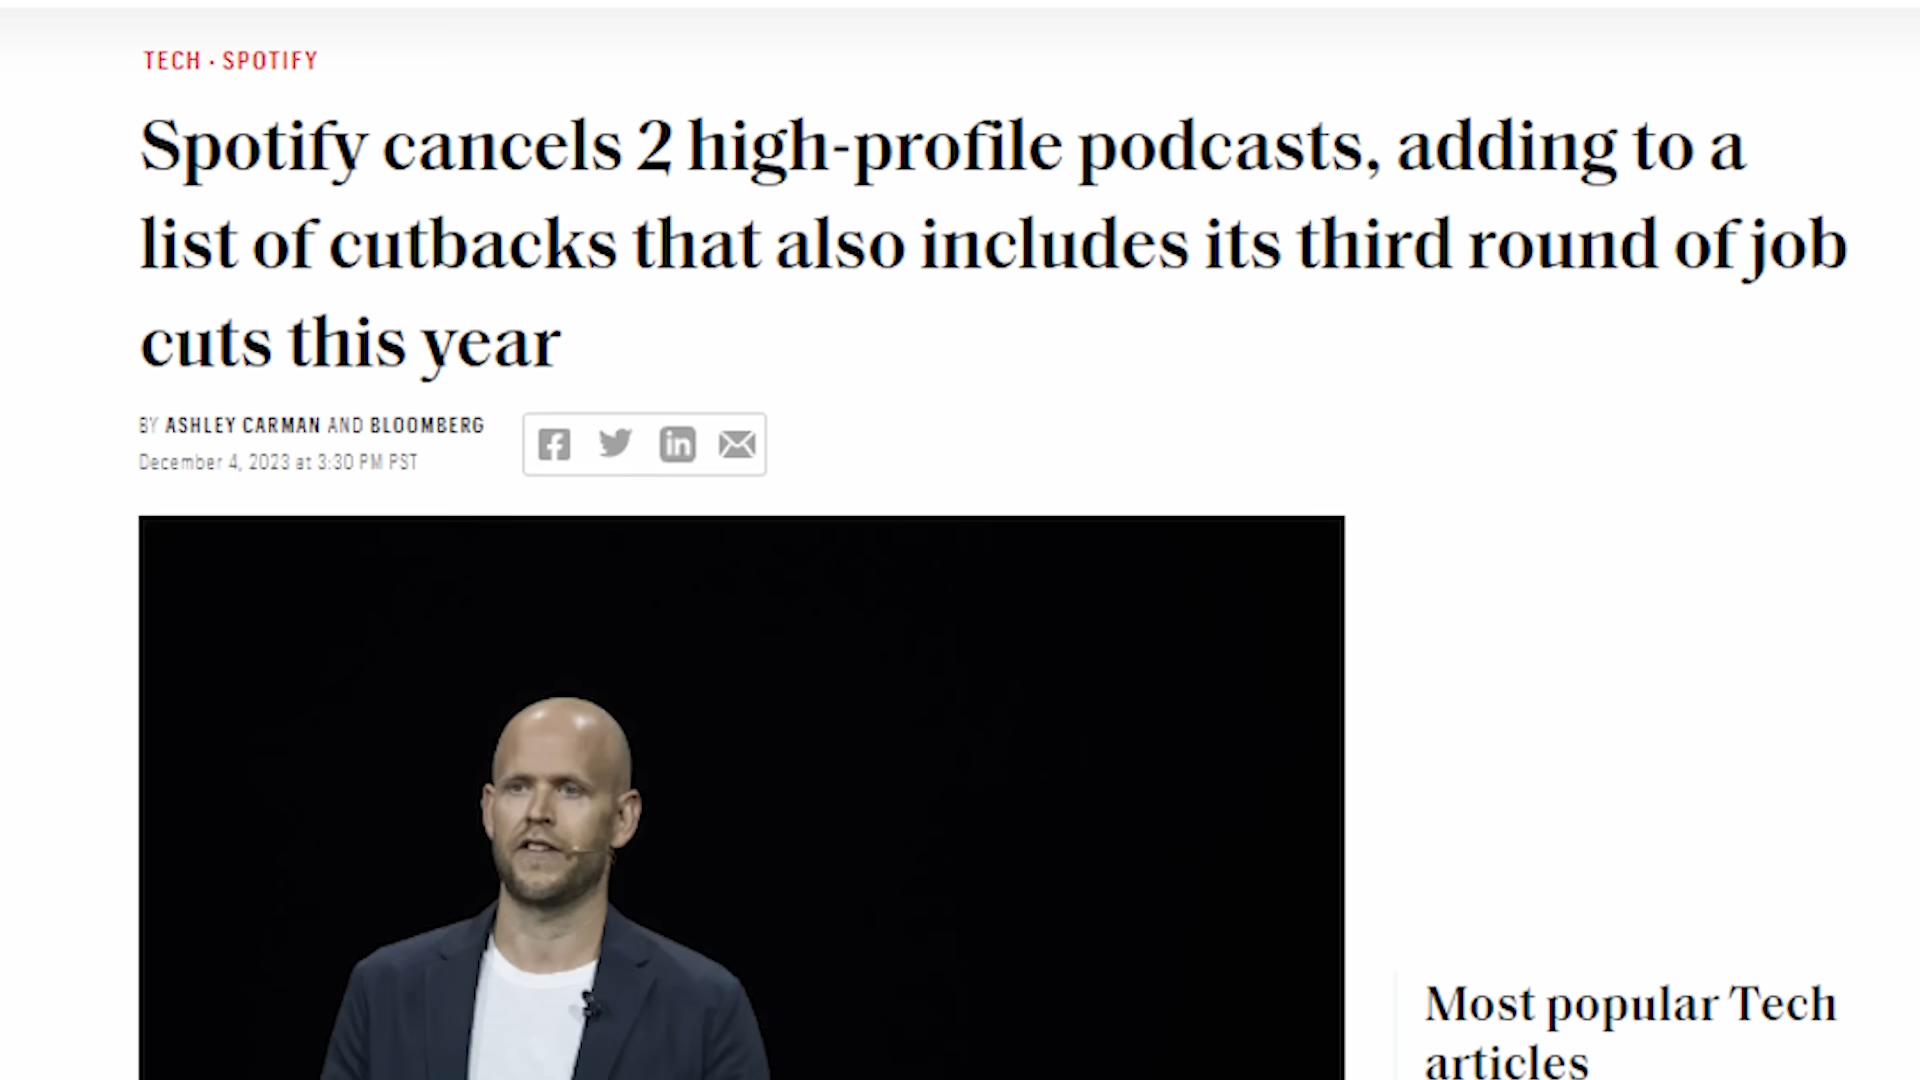 TECH · SPOTIFY
Spotify cancels 2 high-profile podcasts, adding to a
list of cutbacks that also includes its third round of job
cuts this year
BY ASHLEY CARMAN AND BLOOMBERG
December 4, 2023 at 3:30 PM PST
Most popular Tech
articles